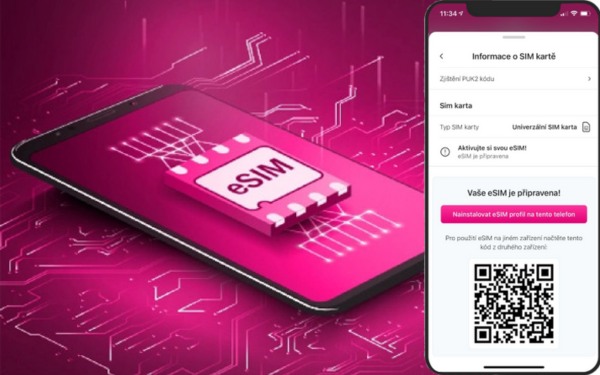 eSIM
11:34
Informace o SIM kartě
Zjištění PUK2 kódu
Sim karta
Typ SIM karty Univerzální SIM karta
Aktivujte si svou eSIM!
eSIM je připravena
Vaše eSIM je připravena!
Nainstalovat eSIM profil na tento telefon
Pro použití eSIM na jiném zařízení načtěte tento
kód z druhého zařízení